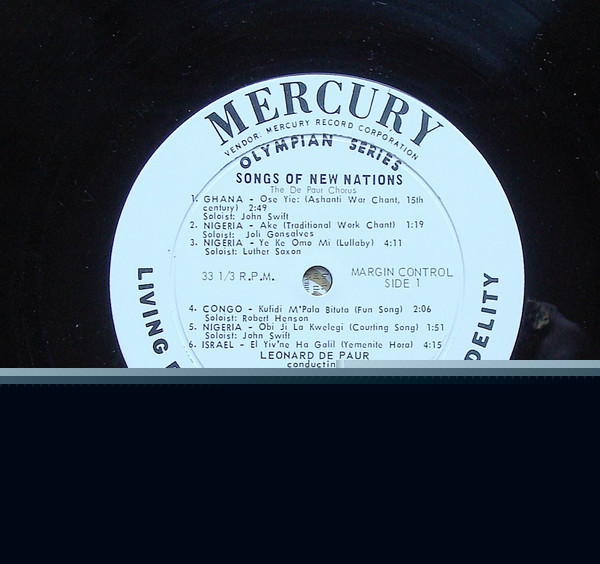 MERCURY
VENDOR: MERCURY RECORD CORPORATION
OLYMPIAN SERIES
SONGS OF NEW NATIONS
The De Paur Chorus
1. GHANA - Ose Yie: (Ashanti War Chant, 15th
century) 2:49
Soloist: John Swift
2. NIGERIA - Ake (Traditional Work Chant) 1:19
Soloist: Joli Gonsalves
3. NIGERIA - Ye Ke Omo Mi (Lullaby) 4:11
Soloist: Luther Saxon
33 1/3 R.P.M.
MARGIN CONTROL
SIDE 1
4. CONGO - Kufidi M'Pala Bituta (Fun Song) 2:06
Soloist: Robert Henson
5. NIGERIA - Obi Ji La Kwelegi (Courting Song) 1:51
Soloist: John Swift
6. ISRAEL - El Yiv'ne Ha Galil (Yemenite Hora) 4:15
LEONARD DE PAUR
conductin
LIVING
DELITY